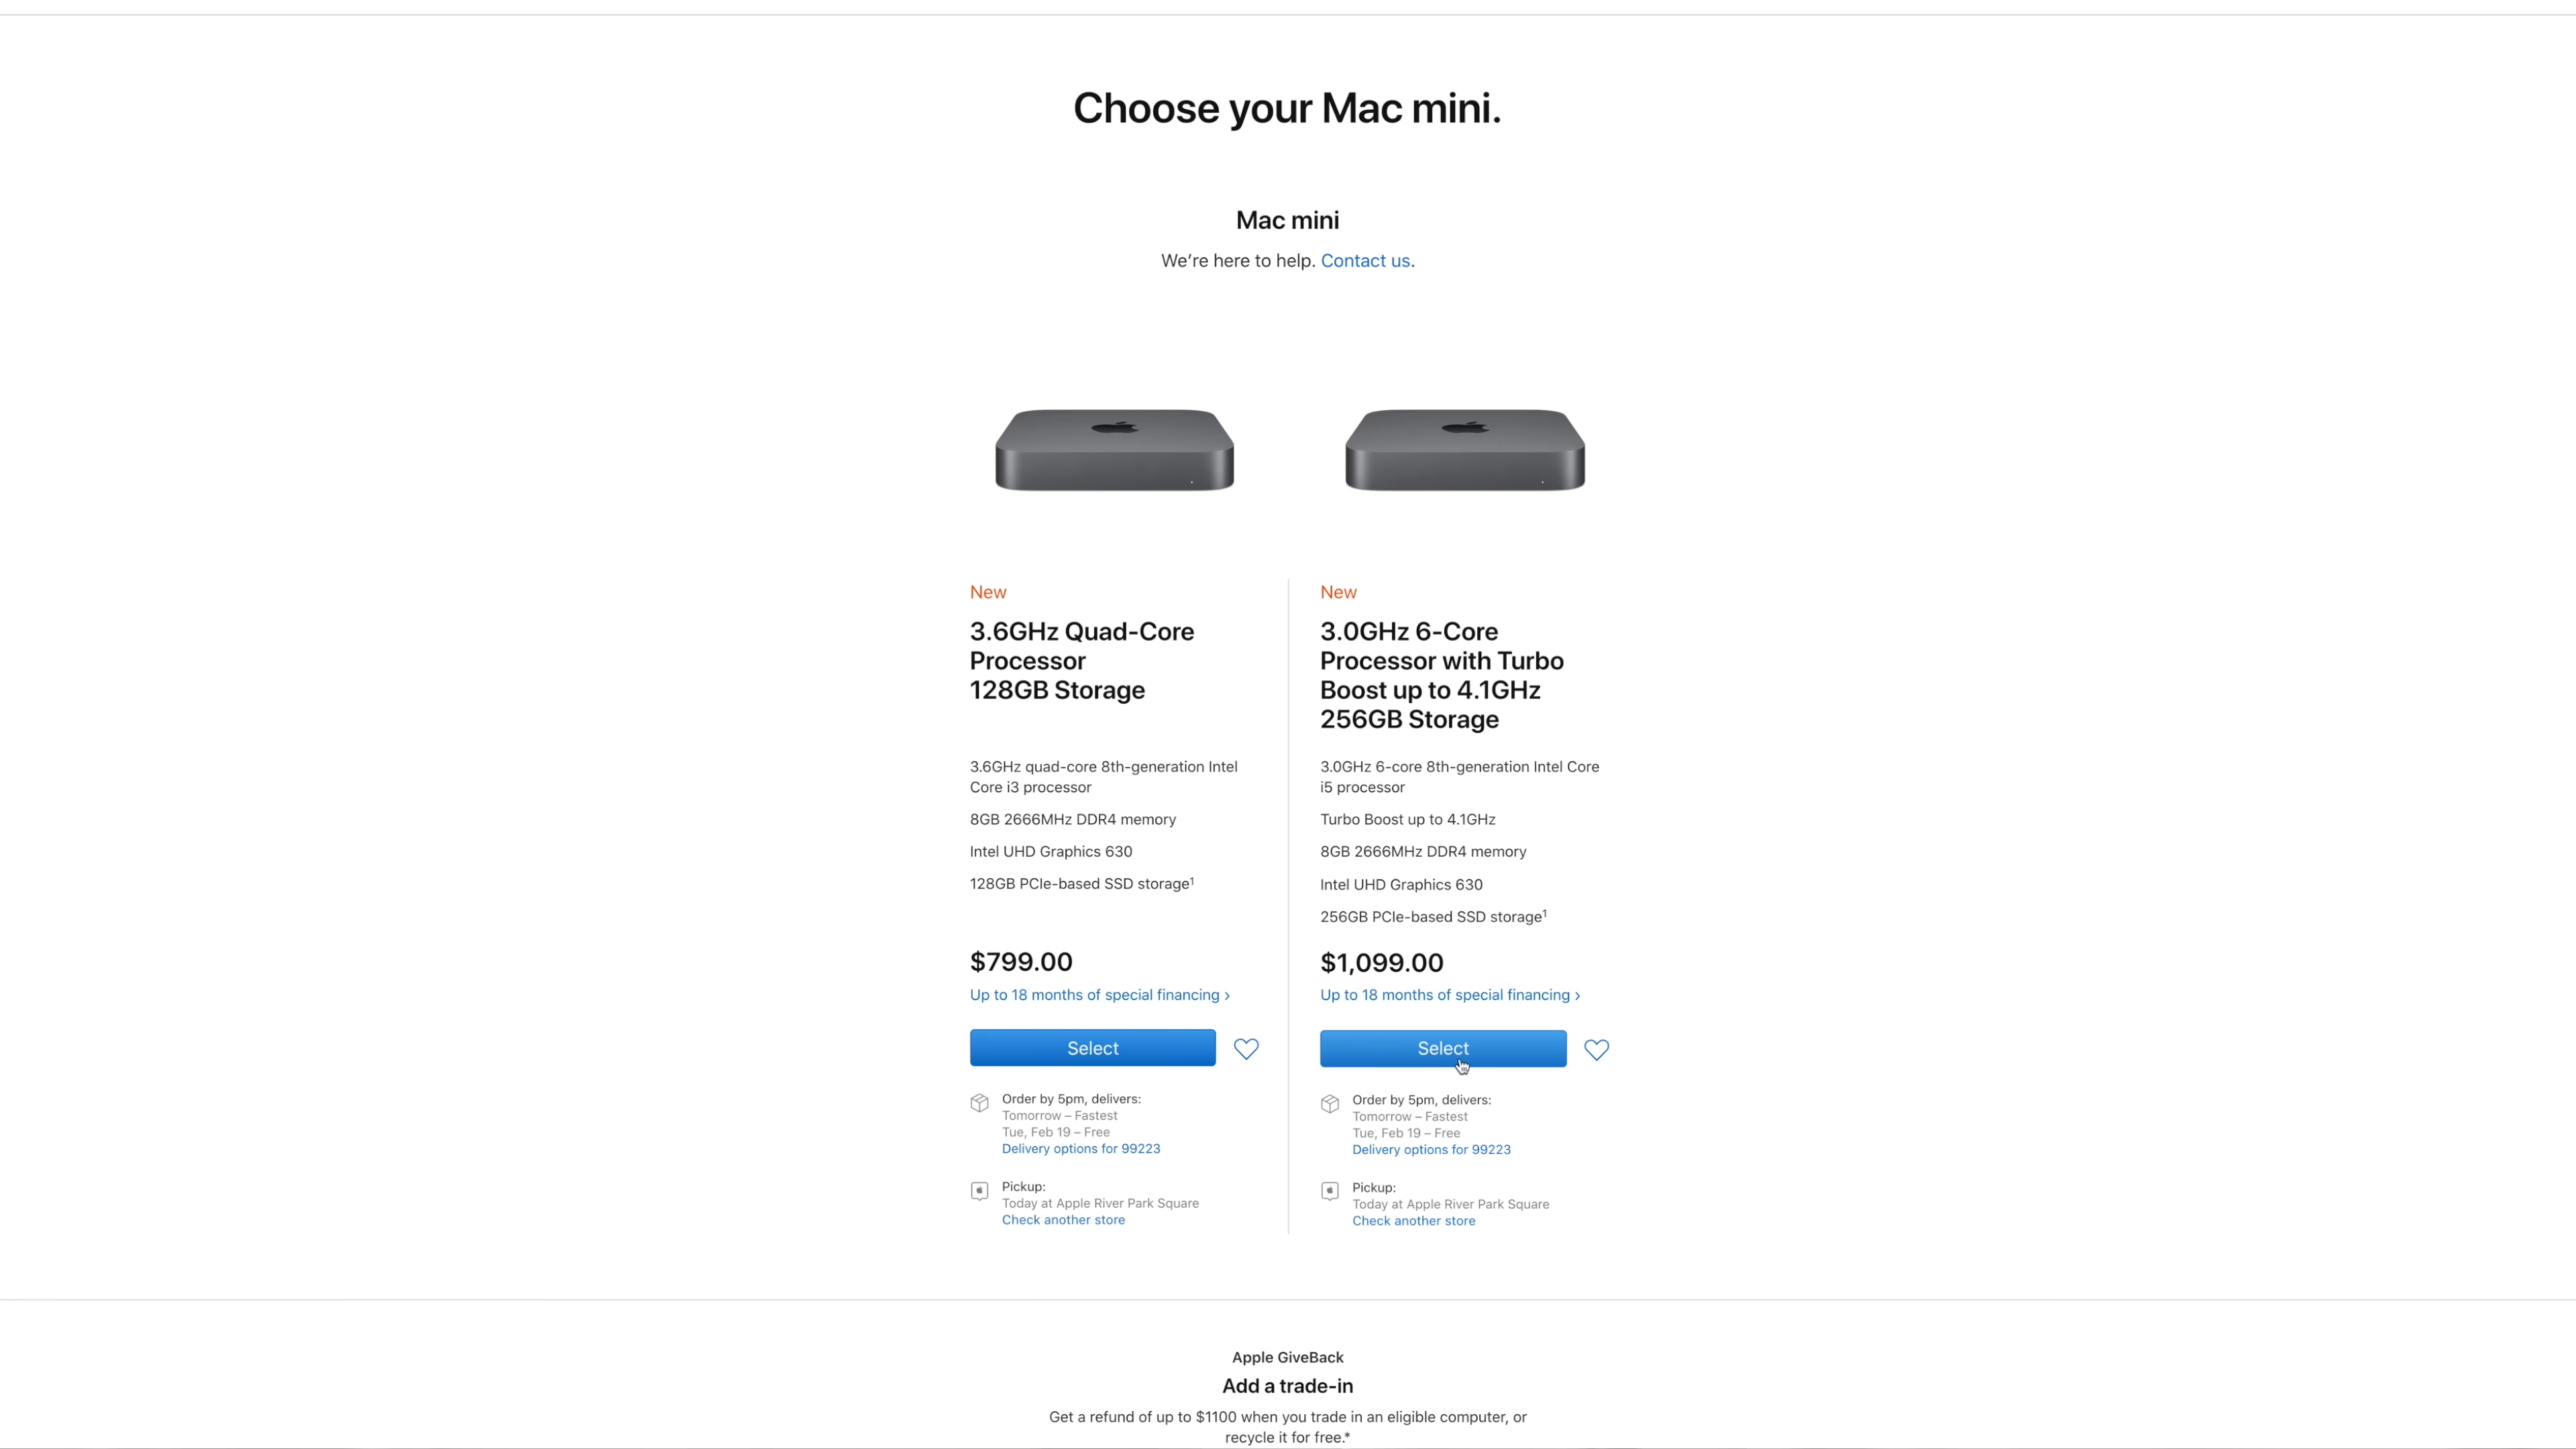 Choose your Mac mini.
Mac mini
We're here to help. Contact us.
New
3.6GHz Quad-Core
Processor
128GB Storage
3.6GHz quad-core 8th-generation Intel
Core i3 processor
8GB 2666MHz DDR4 memory
Intel UHD Graphics 630
128GB PCIe-based SSD storage¹
$799.00
Up to 18 months of special financing ›
Select
Order by 5pm, delivers:
Tomorrow – Fastest
Tue, Feb 19 – Free
Delivery options for 99223
Pickup:
Today at Apple River Park Square
Check another store
New
3.0GHz 6-Core
Processor with Turbo
Boost up to 4.1GHz
256GB Storage
3.0GHz 6-core 8th-generation Intel Core
i5 processor
Turbo Boost up to 4.1GHz
8GB 2666MHz DDR4 memory
Intel UHD Graphics 630
256GB PCIe-based SSD storage¹
$1,099.00
Up to 18 months of special financing ›
Select
Order by 5pm, delivers:
Tomorrow – Fastest
Tue, Feb 19 – Free
Delivery options for 99223
Pickup:
Today at Apple River Park Square
Check another store
Apple GiveBack
Add a trade-in
Get a refund of up to $1100 when you trade in an eligible computer, or
recycle it for free.*